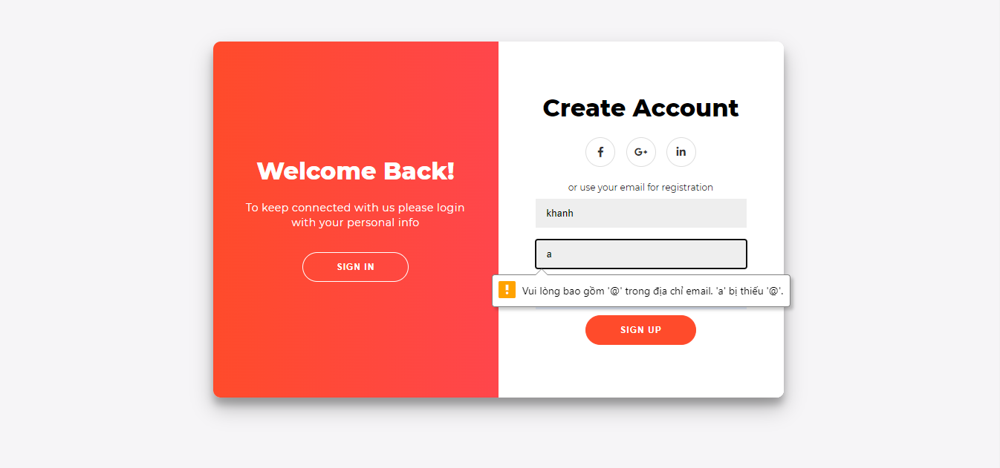 Welcome Back!
To keep connected with us please login
with your personal info
SIGN IN
Create Account
G+
in
or use your email for registration
khanh
a
Vui lòng bao gồm '@' trong địa chỉ email. 'a' bị thiếu '@'.
SIGN UP